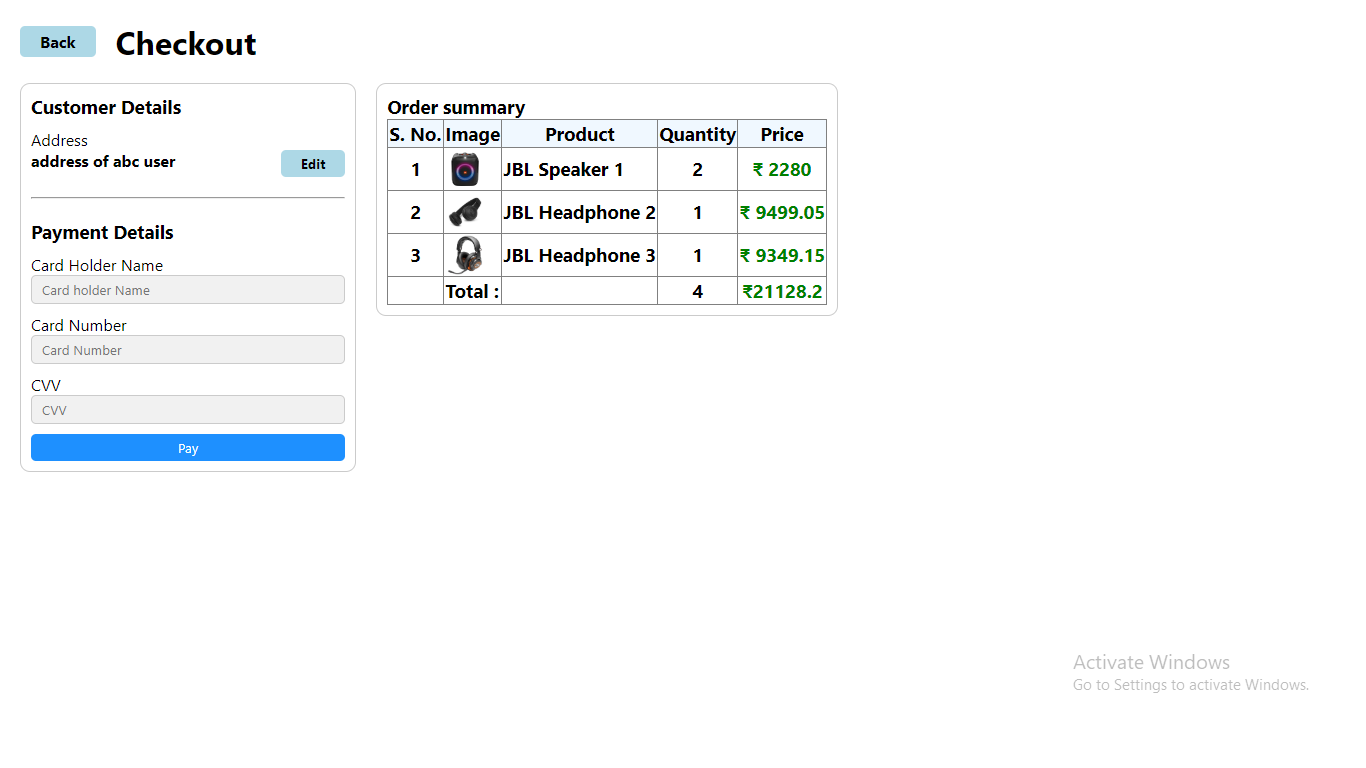 Back Checkout
Customer Details
Address
address of abc user Edit
Payment Details
Card Holder Name
Card holder Name
Card Number
Card Number
CVV
CVV
Pay
Order summary
S. No. Image Product Quantity Price
1 JBL Speaker 1 2 ₹ 2280
2 JBL Headphone 2 1 ₹ 9499.05
3 JBL Headphone 3 1 ₹ 9349.15
Total : 4 ₹21128.2
Activate Windows
Go to Settings to activate Windows.